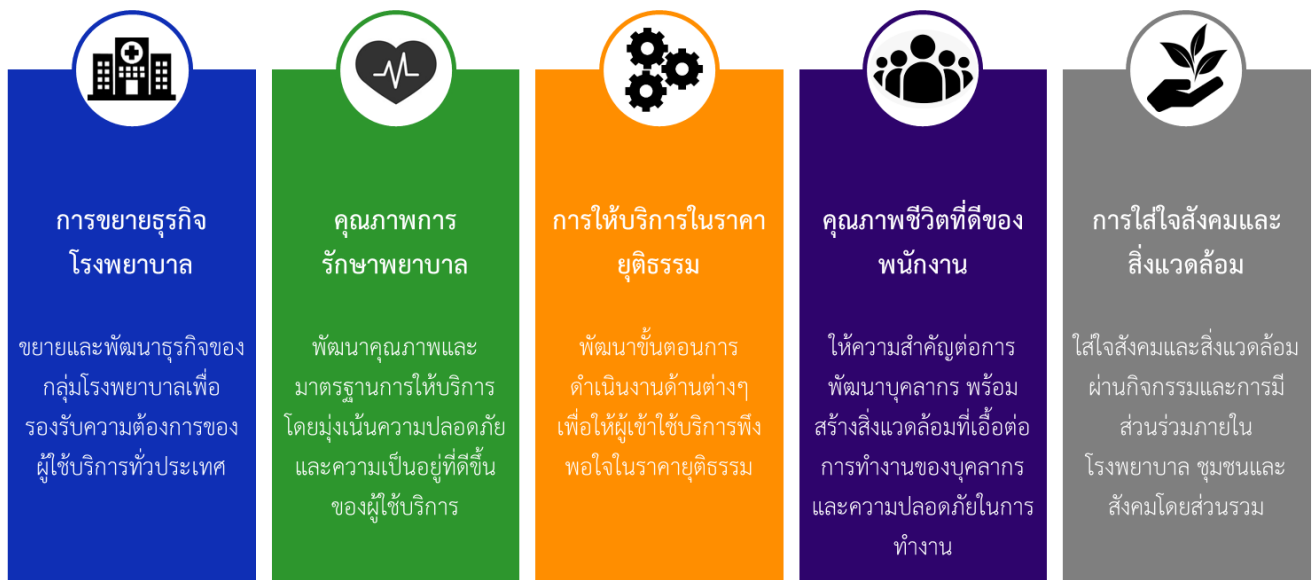 การขยายธุรกิจ
โรงพยาบาล
ขยายและพัฒนาธุรกิจของ
กลุ่มโรงพยาบาลเพื่อ
รองรับความต้องการของ
ผู้ใช้บริการทั่วประเทศ
คุณภาพการ
รักษาพยาบาล
พัฒนาคุณภาพและ
มาตรฐานการให้บริการ
โดยมุ่งเน้นความปลอดภัย
และความเป็นอยู่ที่ดีขึ้น
ของผู้ใช้บริการ
การให้บริการในราคา
ยุติธรรม
พัฒนาขั้นตอนการ
ดำเนินงานด้านต่างๆ
เพื่อให้ผู้เข้าใช้บริการพึง
พอใจในราคายุติธรรม
คุณภาพชีวิตที่ดีของ
พนักงาน
ให้ความสำคัญต่อการ
พัฒนาบุคลากร พร้อม
สร้างสิ่งแวดล้อมที่เอื้อต่อ
การทำงานของบุคลากร
และความปลอดภัยในการ
ทำงาน
การใส่ใจสังคมและ
สิ่งแวดล้อม
ใส่ใจสังคมและสิ่งแวดล้อม
ผ่านกิจกรรมและการมี
ส่วนร่วมภายใน
โรงพยาบาล ชุมชนและ
สังคมโดยส่วนรวม